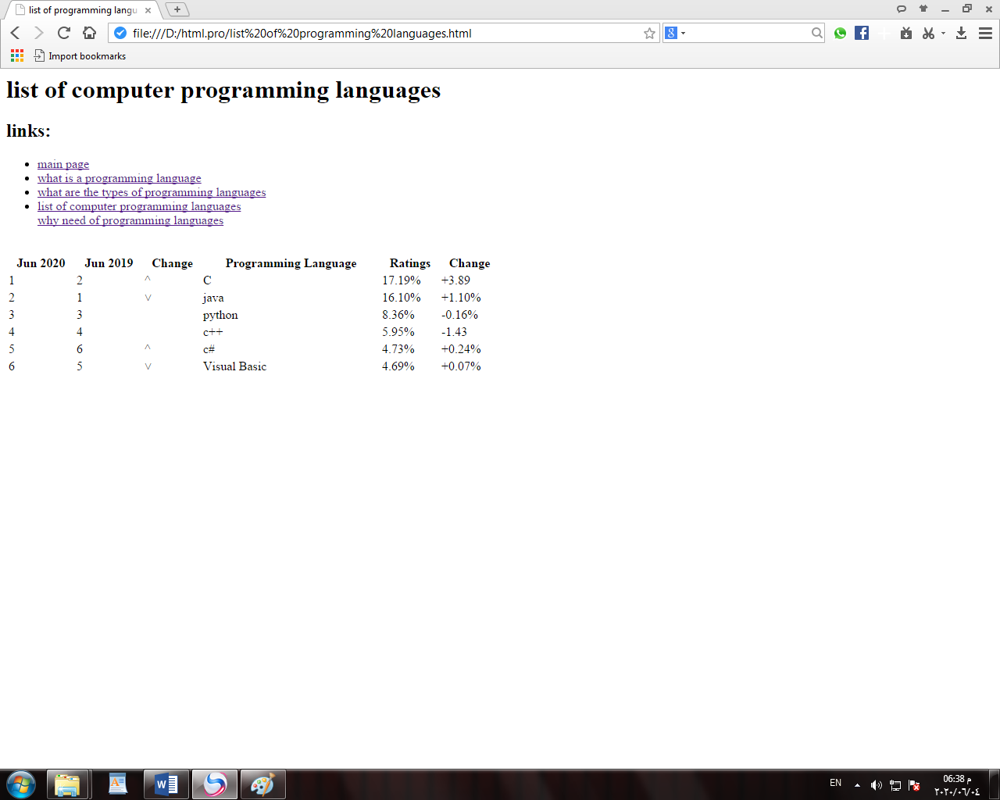 list of programming langu
file:///D:/html.pro/list%20of%20programming%20languages.html
Import bookmarks
list of computer programming languages
links:
main page
what is a programming language
what are the types of programming languages
list of computer programming languages
why need of programming languages
Jun 2020 Jun 2019 Change Programming Language Ratings Change
1 2 ^ C 17.19% +3.89
2 1 v java 16.10% +1.10%
3 3 python 8.36% -0.16%
4 4 c++ 5.95% -1.43
5 6 ^ c# 4.73% +0.24%
6 5 v Visual Basic 4.69% +0.07%
EN
06:38 م
٢٠٢٠/٠٦/٠٤